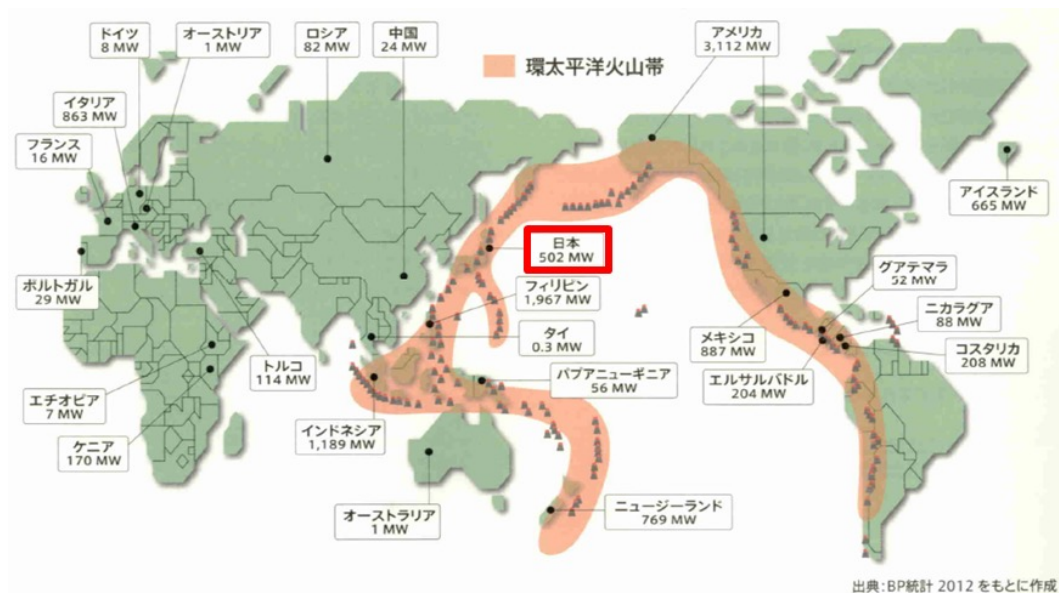 ドイツ
8 MW
オーストリア
1 MW
ロシア
82 MW
中国
24 MW
環太平洋火山帯
アメリカ
3,112 MW
イタリア
863 MW
フランス
16 MW
アイスランド
665 MW
日本
502 MW
グアテマラ
52 MW
ポルトガル
29 MW
フィリピン
1,967 MW
ニカラグア
88 MW
タイ
0.3 MW
メキシコ
887 MW
コスタリカ
208 MW
トルコ
114 MW
パプアニューギニア
56 MW
エルサルバドル
204 MW
エチオピア
7 MW
インドネシア
1,189 MW
ケニア
170 MW
オーストラリア
1 MW
ニュージーランド
769 MW
出典:BP統計 2012 をもとに作成